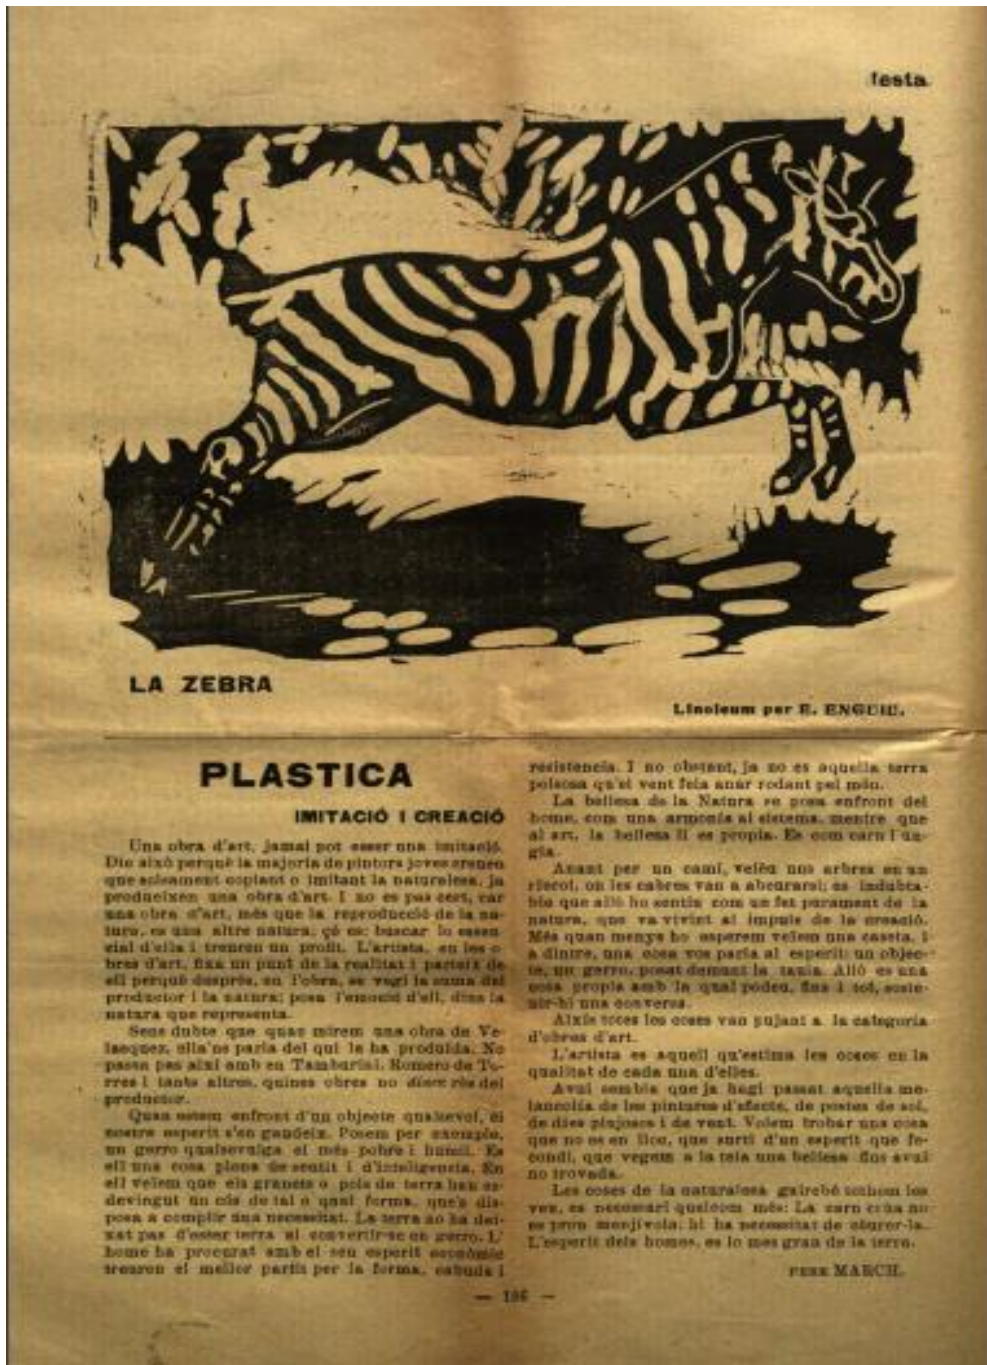 festa
LA ZEBRA
Linoleum per E. ENGUIU.
PLASTICA
IMITACIÓ I CREACIÓ
Una obra d'art, jamai pot esser una imitació.
Dic això perquè la majoria de pintors joves creuen
que solsament copiant o imitant la naturalesa, ja
produeixen una obra d'art. I no es pas cert, car
una obra d'art, més que la reproducció de la na-
tura, es una altre natura, çó es: buscar lo essen-
cial d'ella i treuren un profit. L'artista, en les o-
bres d'art, fixa un punt de la realitat i parteix de
ell perquè després, en l'obra, se vegi la suma del
productor i la natura; posa l'emoció d'ell, dins la
natura que representa.
Sens dubte que quan mirem una obra de Ve-
lasquez, ella'ns parla del qui la ha produida. No
passa pas aixi amb en Tamburini, Romero de To-
rres i tants altres, quines obres no diuen rès del
productor.
Quan estem enfront d'un objecte qualsevol, el
nostre esperit s'en gaudeix. Posem per exemple,
un gerro qualsevulga el més pobre i humil. Es
ell una cosa plena de sentit i d'inteligencia. En
ell veiem que els granets o pols de terra han es-
devingut un cós de tal o qual forma, que's dis-
posa a complir una necessitat. La terra no ha dei-
xat pas d'esser terra al convertir-se en gerro. L'
home ha procurat amb el seu esperit econòmic
treuren el mellor partit per la forma, cabuda i
resistencia. I no obstant, ja no es aquella terra
polsosa qu'el vent feia anar rodant pel món.
La bellesa de la Natura se posa enfront del
home, com una armonía al sistema, mentre que
al art, la bellesa li es propia. Es com carn i un-
gla.
Anant per un camí, veièu uns arbres en un
rierol, on les cabres van a abeurarsi; es indubta-
ble que allò ho sentiu com un fet purament de la
natura, que va vivint al impuls de la creació.
Més quan menys ho esperem veiem una caseta, i
a dintre, una cosa vos parla al esperit: un objec-
te, un gerro, posat demunt la taula. Allò es una
cosa propia amb la qual podeu, fins i tot, soste-
nir-hi una conversa.
Aixís totes les coses van pujant a la categoria
d'obres d'art.
L'artista es aquell qu'estima les coses en la
qualitat de cada una d'elles.
Avui sembla que ja hagi passat aquella me-
lancolía de les pintures d'efecte, de postes de sol,
de dies plujosos i de vent. Volem trobar una cosa
que no es en lloc, que surti d'un esperit que fe-
condi, que vegem a la tela una bellesa fins avui
no trovada.
Les coses de la naturalesa gairebé tothom les
veu, es necessari quelcom més: La carn crúa no
es prou menjívola; hi ha necessitat de courer-la.
L'esperit dels homes, es lo mes gran de la terra.
PERE MARCH.
— 186 —